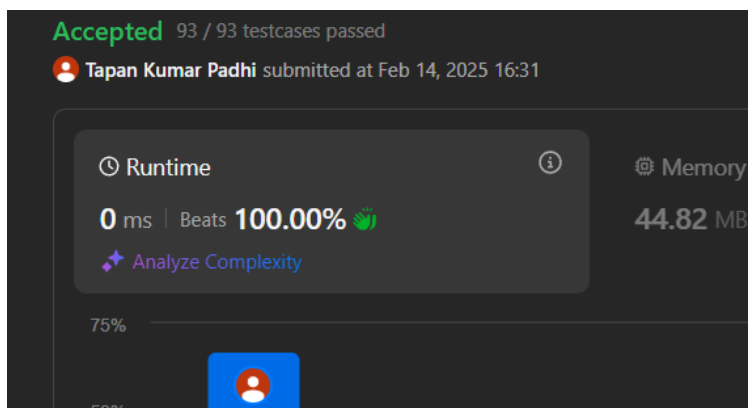 Accepted 93 / 93 testcases passed
Tapan Kumar Padhi submitted at Feb 14, 2025 16:31
Runtime
Memory
0 ms Beats 100.00%
44.82 MB
Analyze Complexity
75%